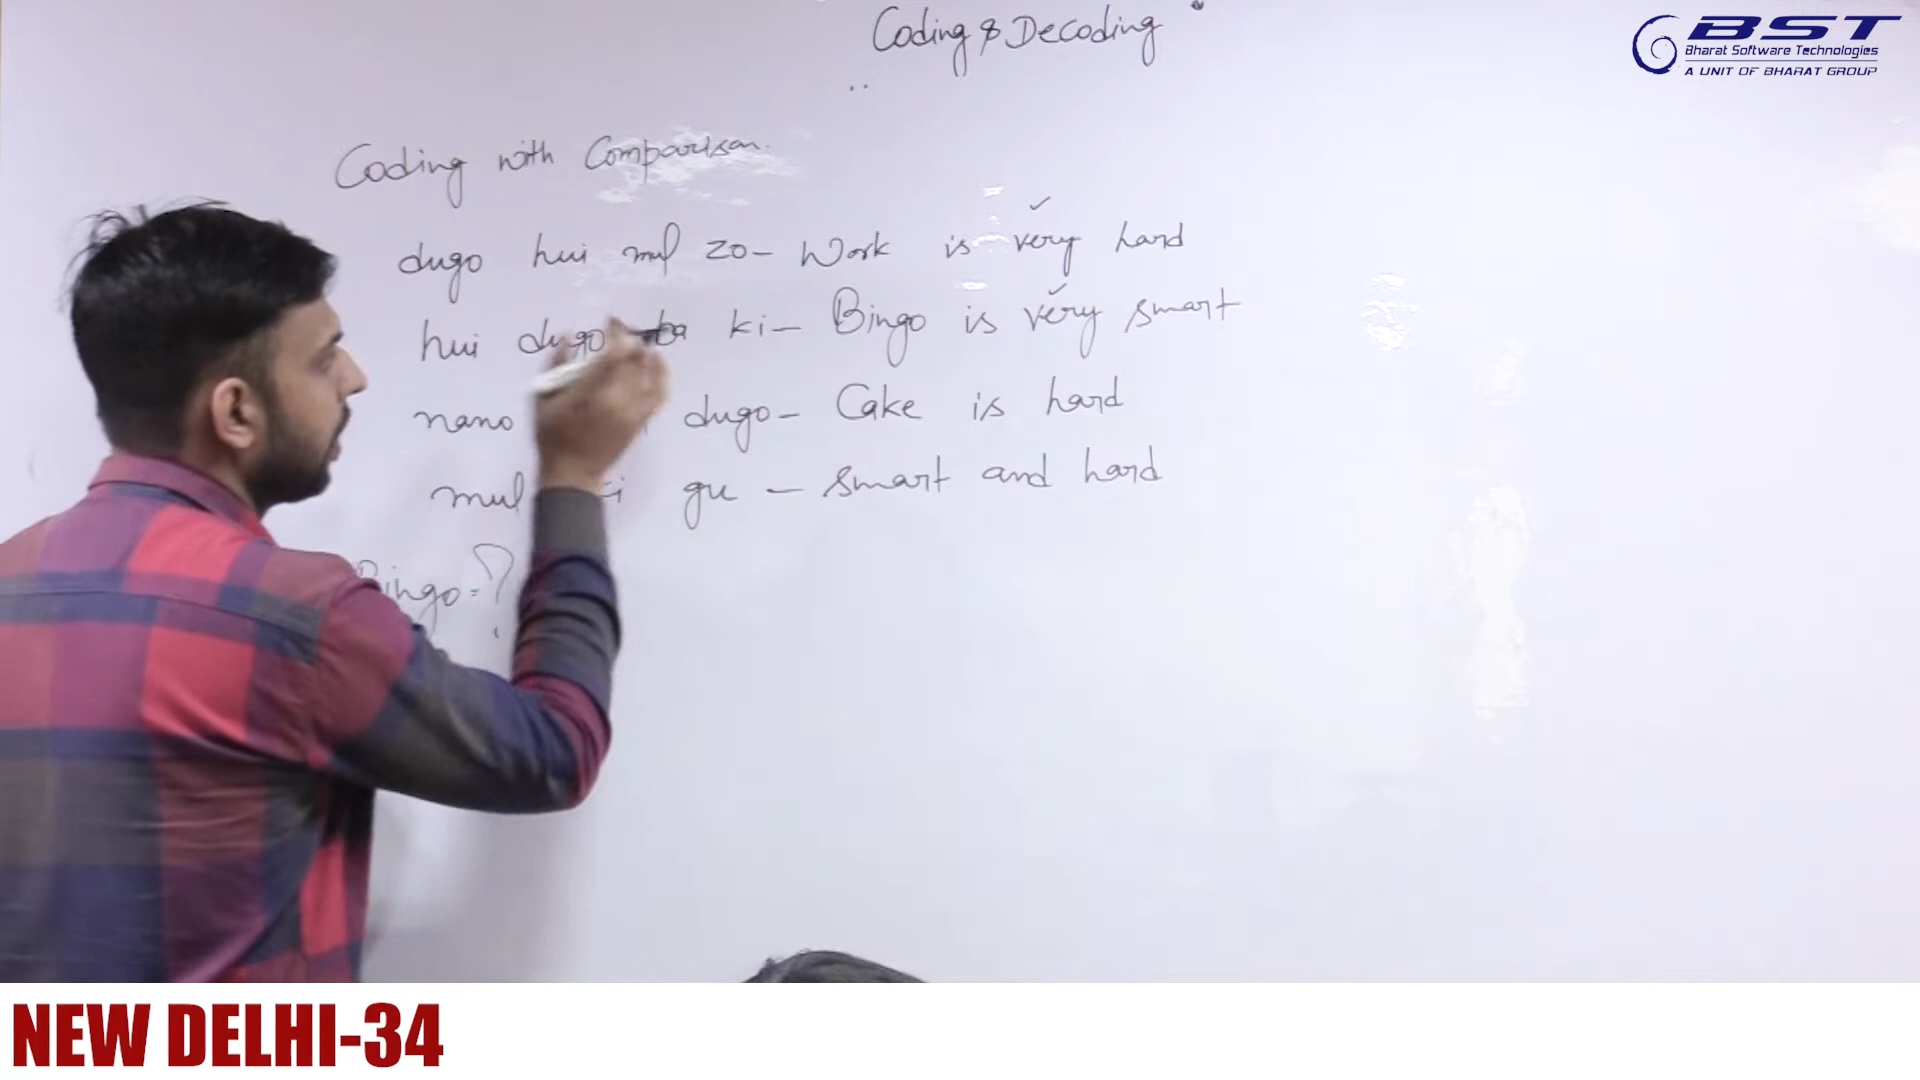 Coding & Decoding
BST
Bharat Software Technologies
A UNIT OF BHARAT GROUP
Coding with Comparison.
dugo hui mul zo - Work is very hard
hui dugo ba ki - Bingo is very smart
nano dugo - Cake is hard
mul gu - smart and hard
Bingo = ?
NEW DELHI-34